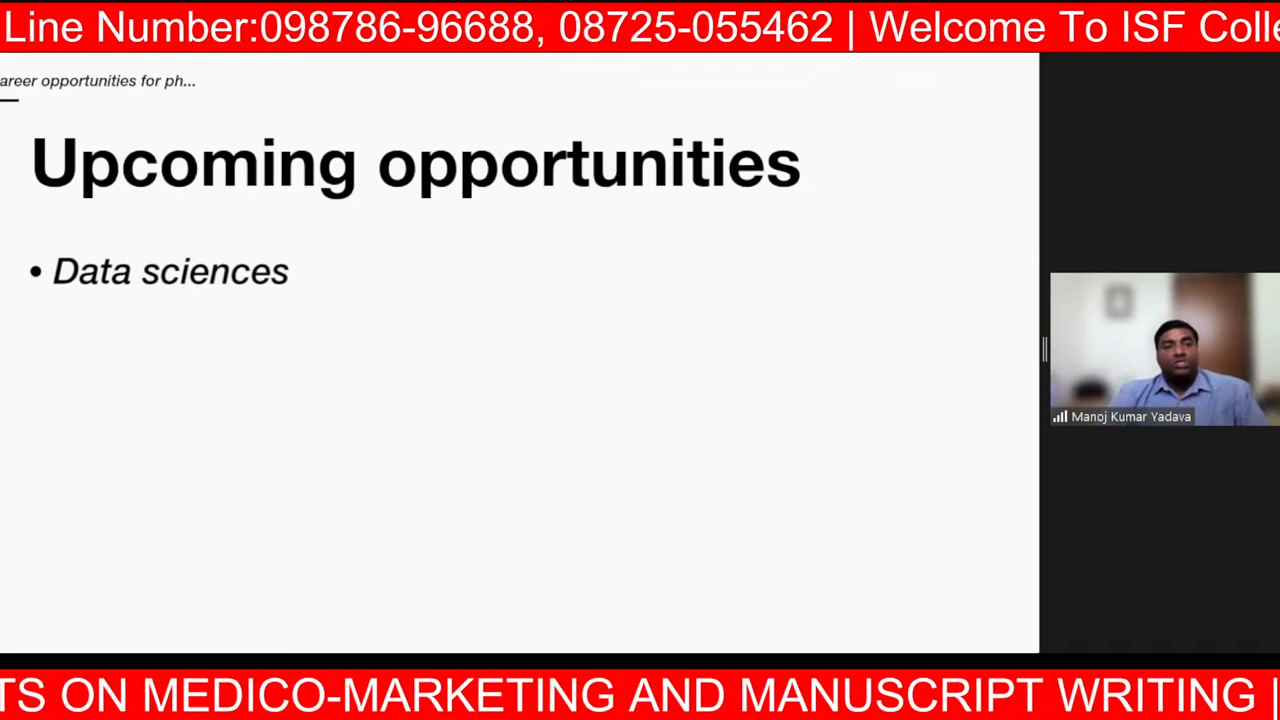 Line Number:098786-96688, 08725-055462 | Welcome To ISF Colle
areer opportunities for ph...
Upcoming opportunities
• Data sciences
Manoj Kumar Yadava
TS ON MEDICO-MARKETING AND MANUSCRIPT WRITING |